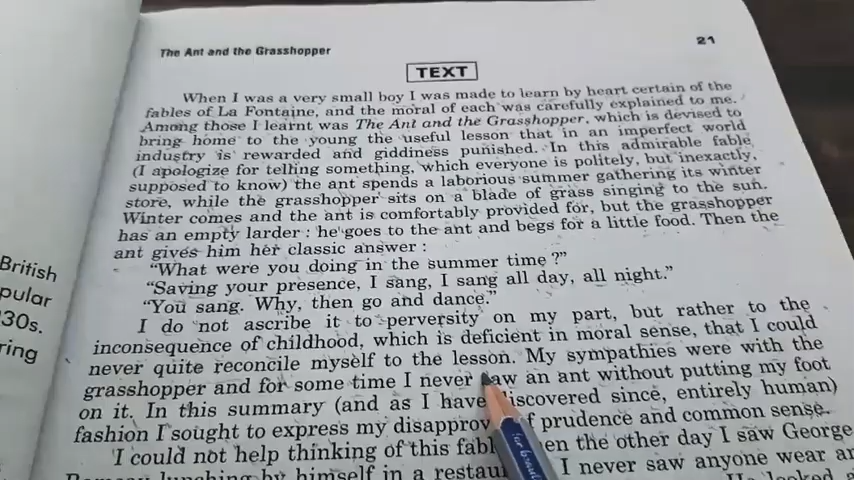 The Ant and the Grasshopper
21
TEXT
When I was a very small boy I was made to learn by heart certain of the
fables of La Fontaine, and the moral of each was carefully explained to me.
Among those I learnt was The Ant and the Grasshopper, which is devised to
bring home to the young the useful lesson that in an imperfect world
industry is rewarded and giddiness punished. In this admirable fable
(I apologize for telling something, which everyone is politely, but inexactly,
supposed to know) the ant spends a laborious summer gathering its winter
store, while the grasshopper sits on a blade of grass singing to the sun.
Winter comes and the ant is comfortably provided for, but the grasshopper
has an empty larder : he goes to the ant and begs for a little food. Then the
ant gives him her classic answer :
“What were you doing in the summer time ?”
“Saving your presence, I sang, I sang all day, all night.”
“You sang. Why, then go and dance.”
I do not ascribe it to perversity on my part, but rather to the
inconsequence of childhood, which is deficient in moral sense, that I could
never quite reconcile myself to the lesson. My sympathies were with the
grasshopper and for some time I never saw an ant without putting my foot
on it. In this summary (and as I have discovered since, entirely human)
fashion I sought to express my disapprov of prudence and common sense.
I could not help thinking of this fable when the other day I saw George
lunching by himself in a restau I never saw anyone wear an
He looked
British
pular
30s.
ring